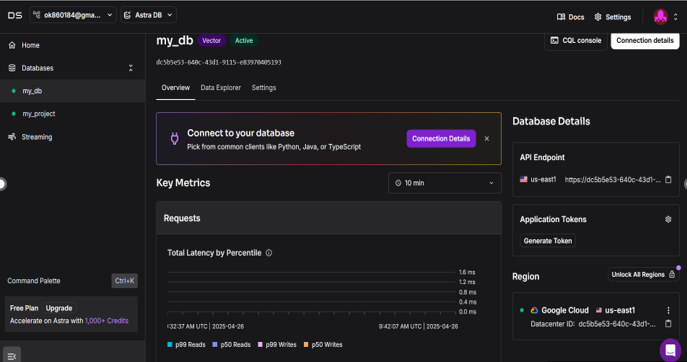 DS
ok860184@gma...
Astra DB
Docs
Settings
Home
Databases
my_db
my_project
Streaming
Command Palette
Ctrl+K
Free Plan
Upgrade
Accelerate on Astra with 1,000+ Credits
my_db
Vector
Active
CQL console
Connection details
dc5b5e53-640c-43d1-9115-e83970405193
Overview
Data Explorer
Settings
Connect to your database
Pick from common clients like Python, Java, or TypeScript
Connection Details
Key Metrics
10 min
Requests
Total Latency by Percentile
1.6 ms
1.2 ms
0.8 ms
0.4 ms
0.0 ms
:32:37 AM UTC | 2025-04-26
9:42:07 AM UTC | 2025-04-26
p99 Reads
p50 Reads
p99 Writes
p50 Writes
Database Details
API Endpoint
us-east1
https://dc5b5e53-640c-43d1-...
Application Tokens
Generate Token
Region
Unlock All Regions
Google Cloud
us-east1
Datacenter ID: dc5b5e53-640c-43d1-...